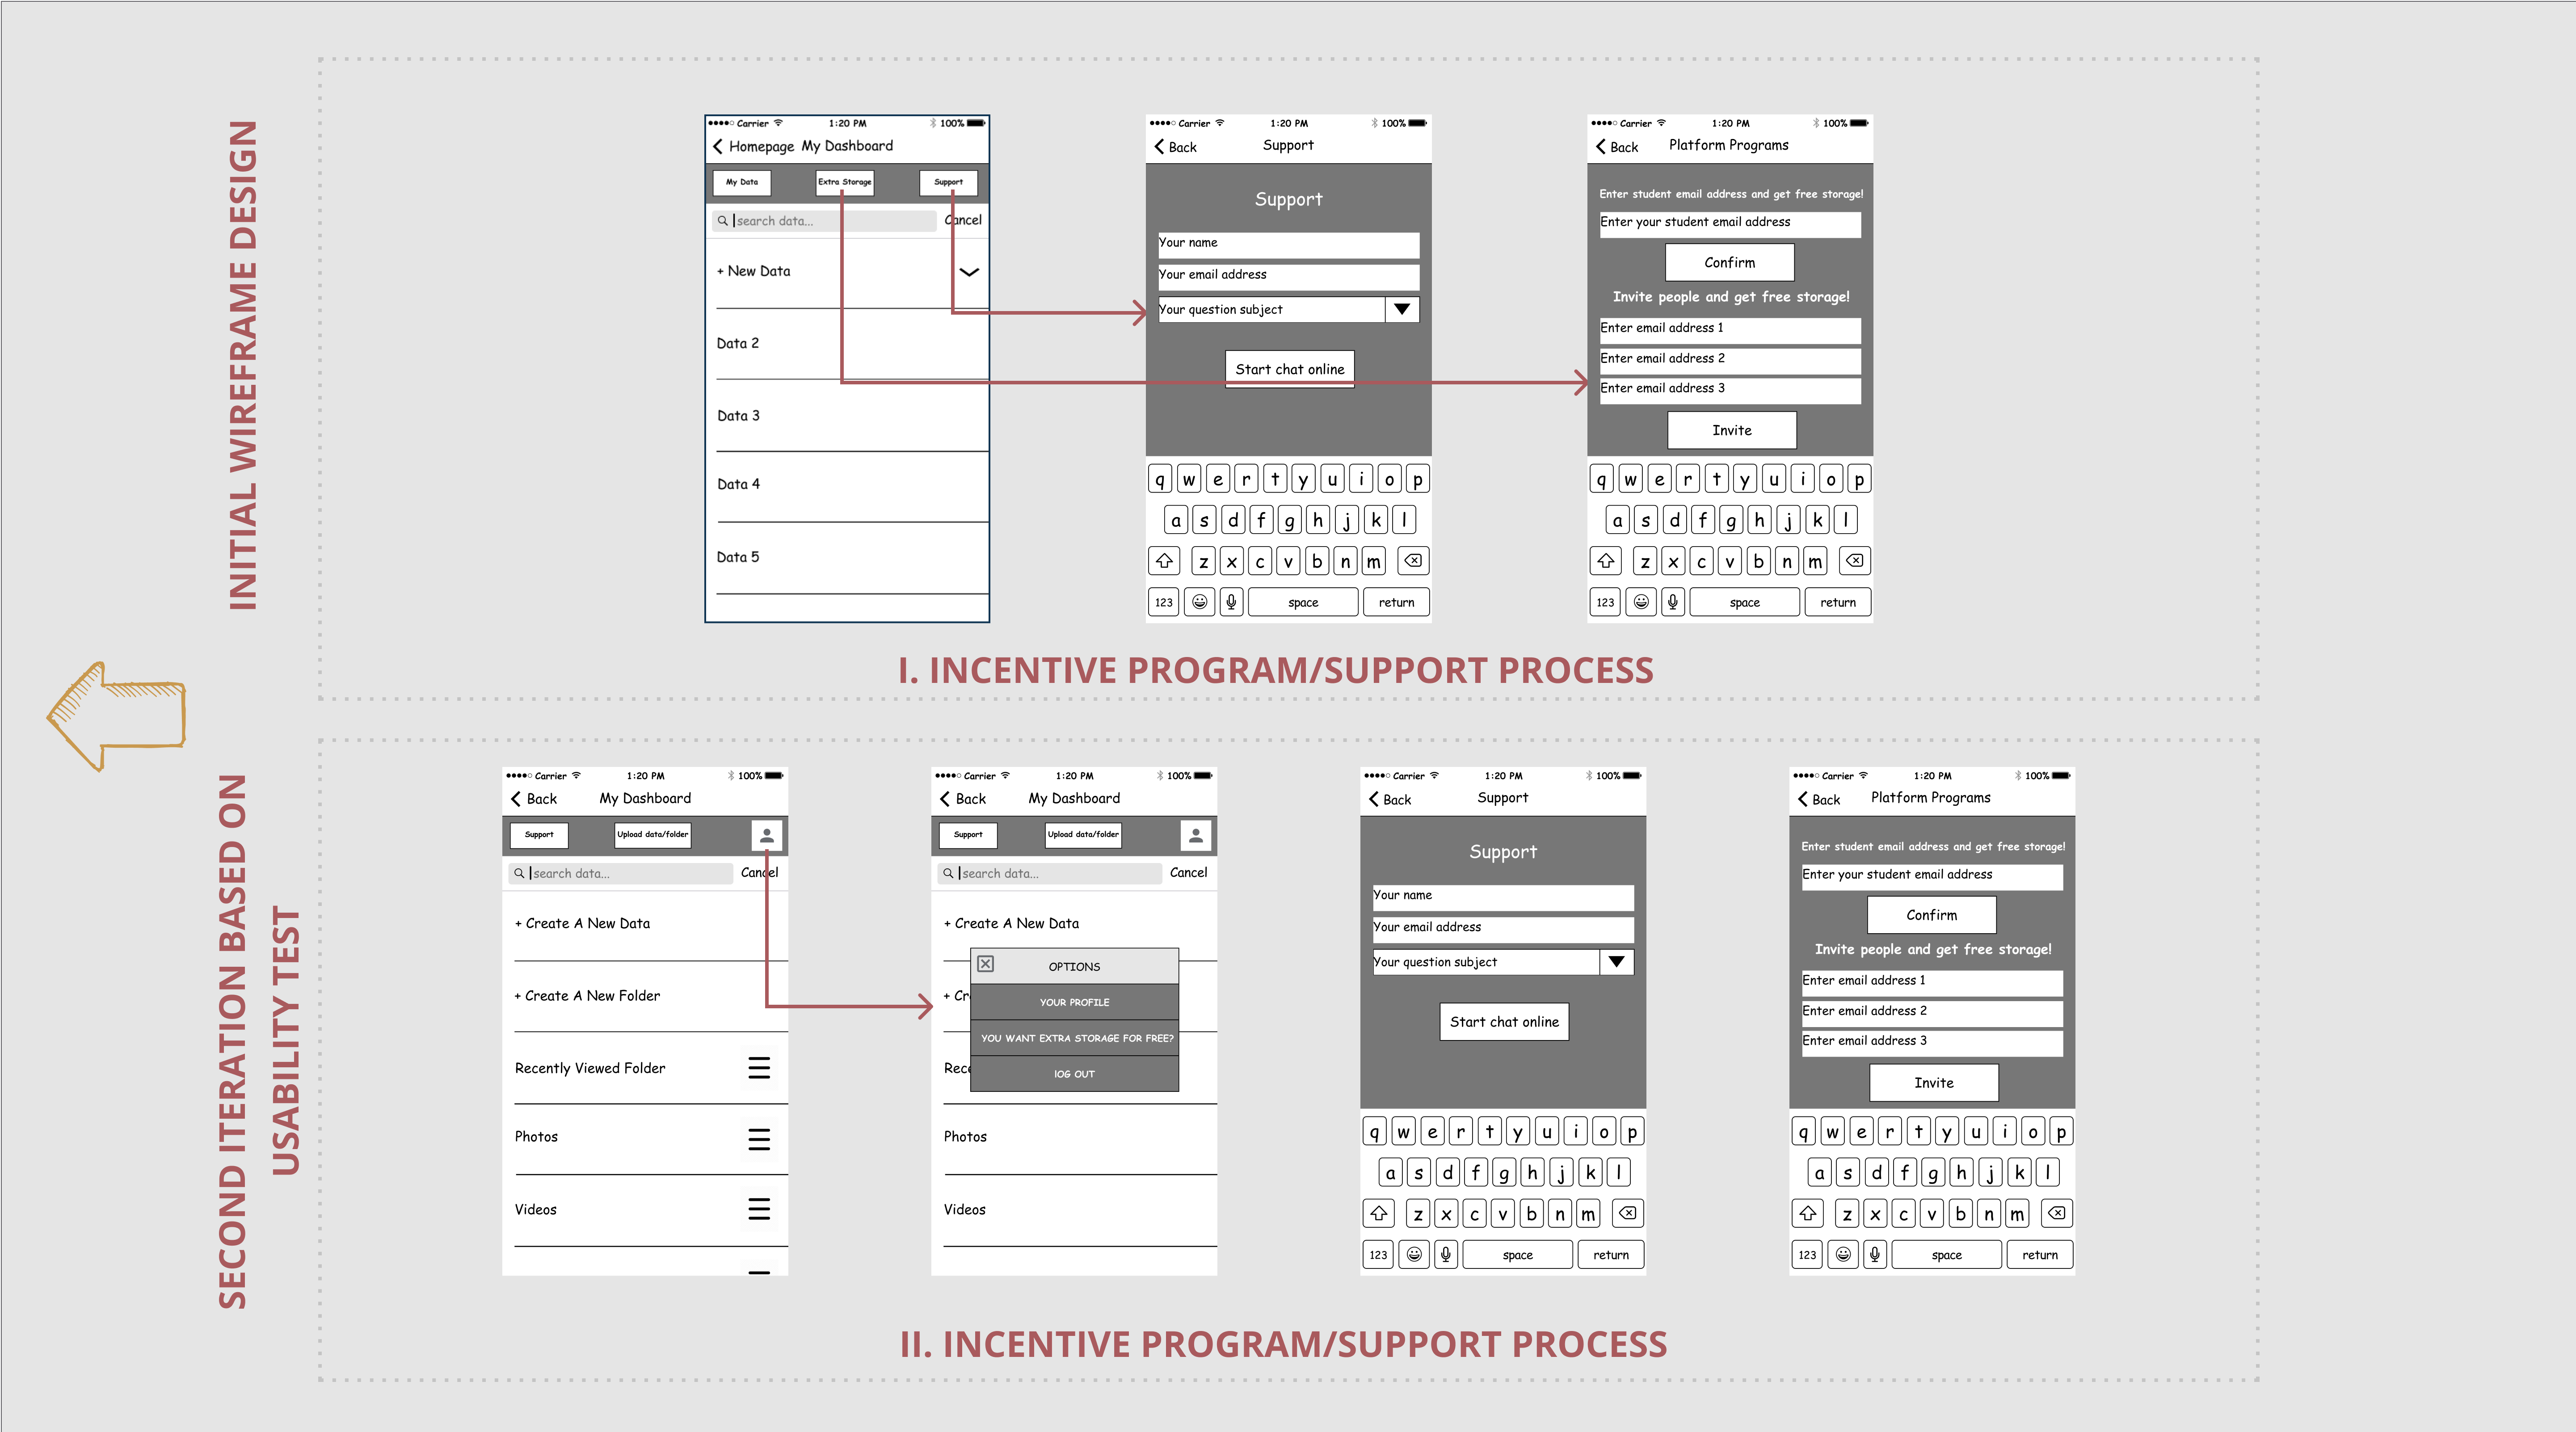 INITIAL WIREFRAME DESIGN
Carrier 1:20 PM 100%
Homepage My Dashboard
My Data Extra Storage Support
search data... Cancel
+ New Data
Data 2
Data 3
Data 4
Data 5
Carrier 1:20 PM 100%
Back Support
Support
Your name
Your email address
Your question subject
Start chat online
q w e r t y u i o p
a s d f g h j k l
z x c v b n m
123 space return
Carrier 1:20 PM 100%
Back Platform Programs
Enter student email address and get free storage!
Enter your student email address
Confirm
Invite people and get free storage!
Enter email address 1
Enter email address 2
Enter email address 3
Invite
q w e r t y u i o p
a s d f g h j k l
z x c v b n m
123 space return
I. INCENTIVE PROGRAM/SUPPORT PROCESS
SECOND ITERATION BASED ON
USABILITY TEST
Carrier 1:20 PM 100%
Back My Dashboard
Support Upload data/folder
search data... Cancel
+ Create A New Data
+ Create A New Folder
Recently Viewed Folder
Photos
Videos
Carrier 1:20 PM 100%
Back My Dashboard
Support Upload data/folder
search data... Cancel
+ Create A New Data
OPTIONS
+ Cr
YOUR PROFILE
YOU WANT EXTRA STORAGE FOR FREE?
Rece
lOG OUT
Photos
Videos
Carrier 1:20 PM 100%
Back Support
Support
Your name
Your email address
Your question subject
Start chat online
q w e r t y u i o p
a s d f g h j k l
z x c v b n m
123 space return
Carrier 1:20 PM 100%
Back Platform Programs
Enter student email address and get free storage!
Enter your student email address
Confirm
Invite people and get free storage!
Enter email address 1
Enter email address 2
Enter email address 3
Invite
q w e r t y u i o p
a s d f g h j k l
z x c v b n m
123 space return
II. INCENTIVE PROGRAM/SUPPORT PROCESS